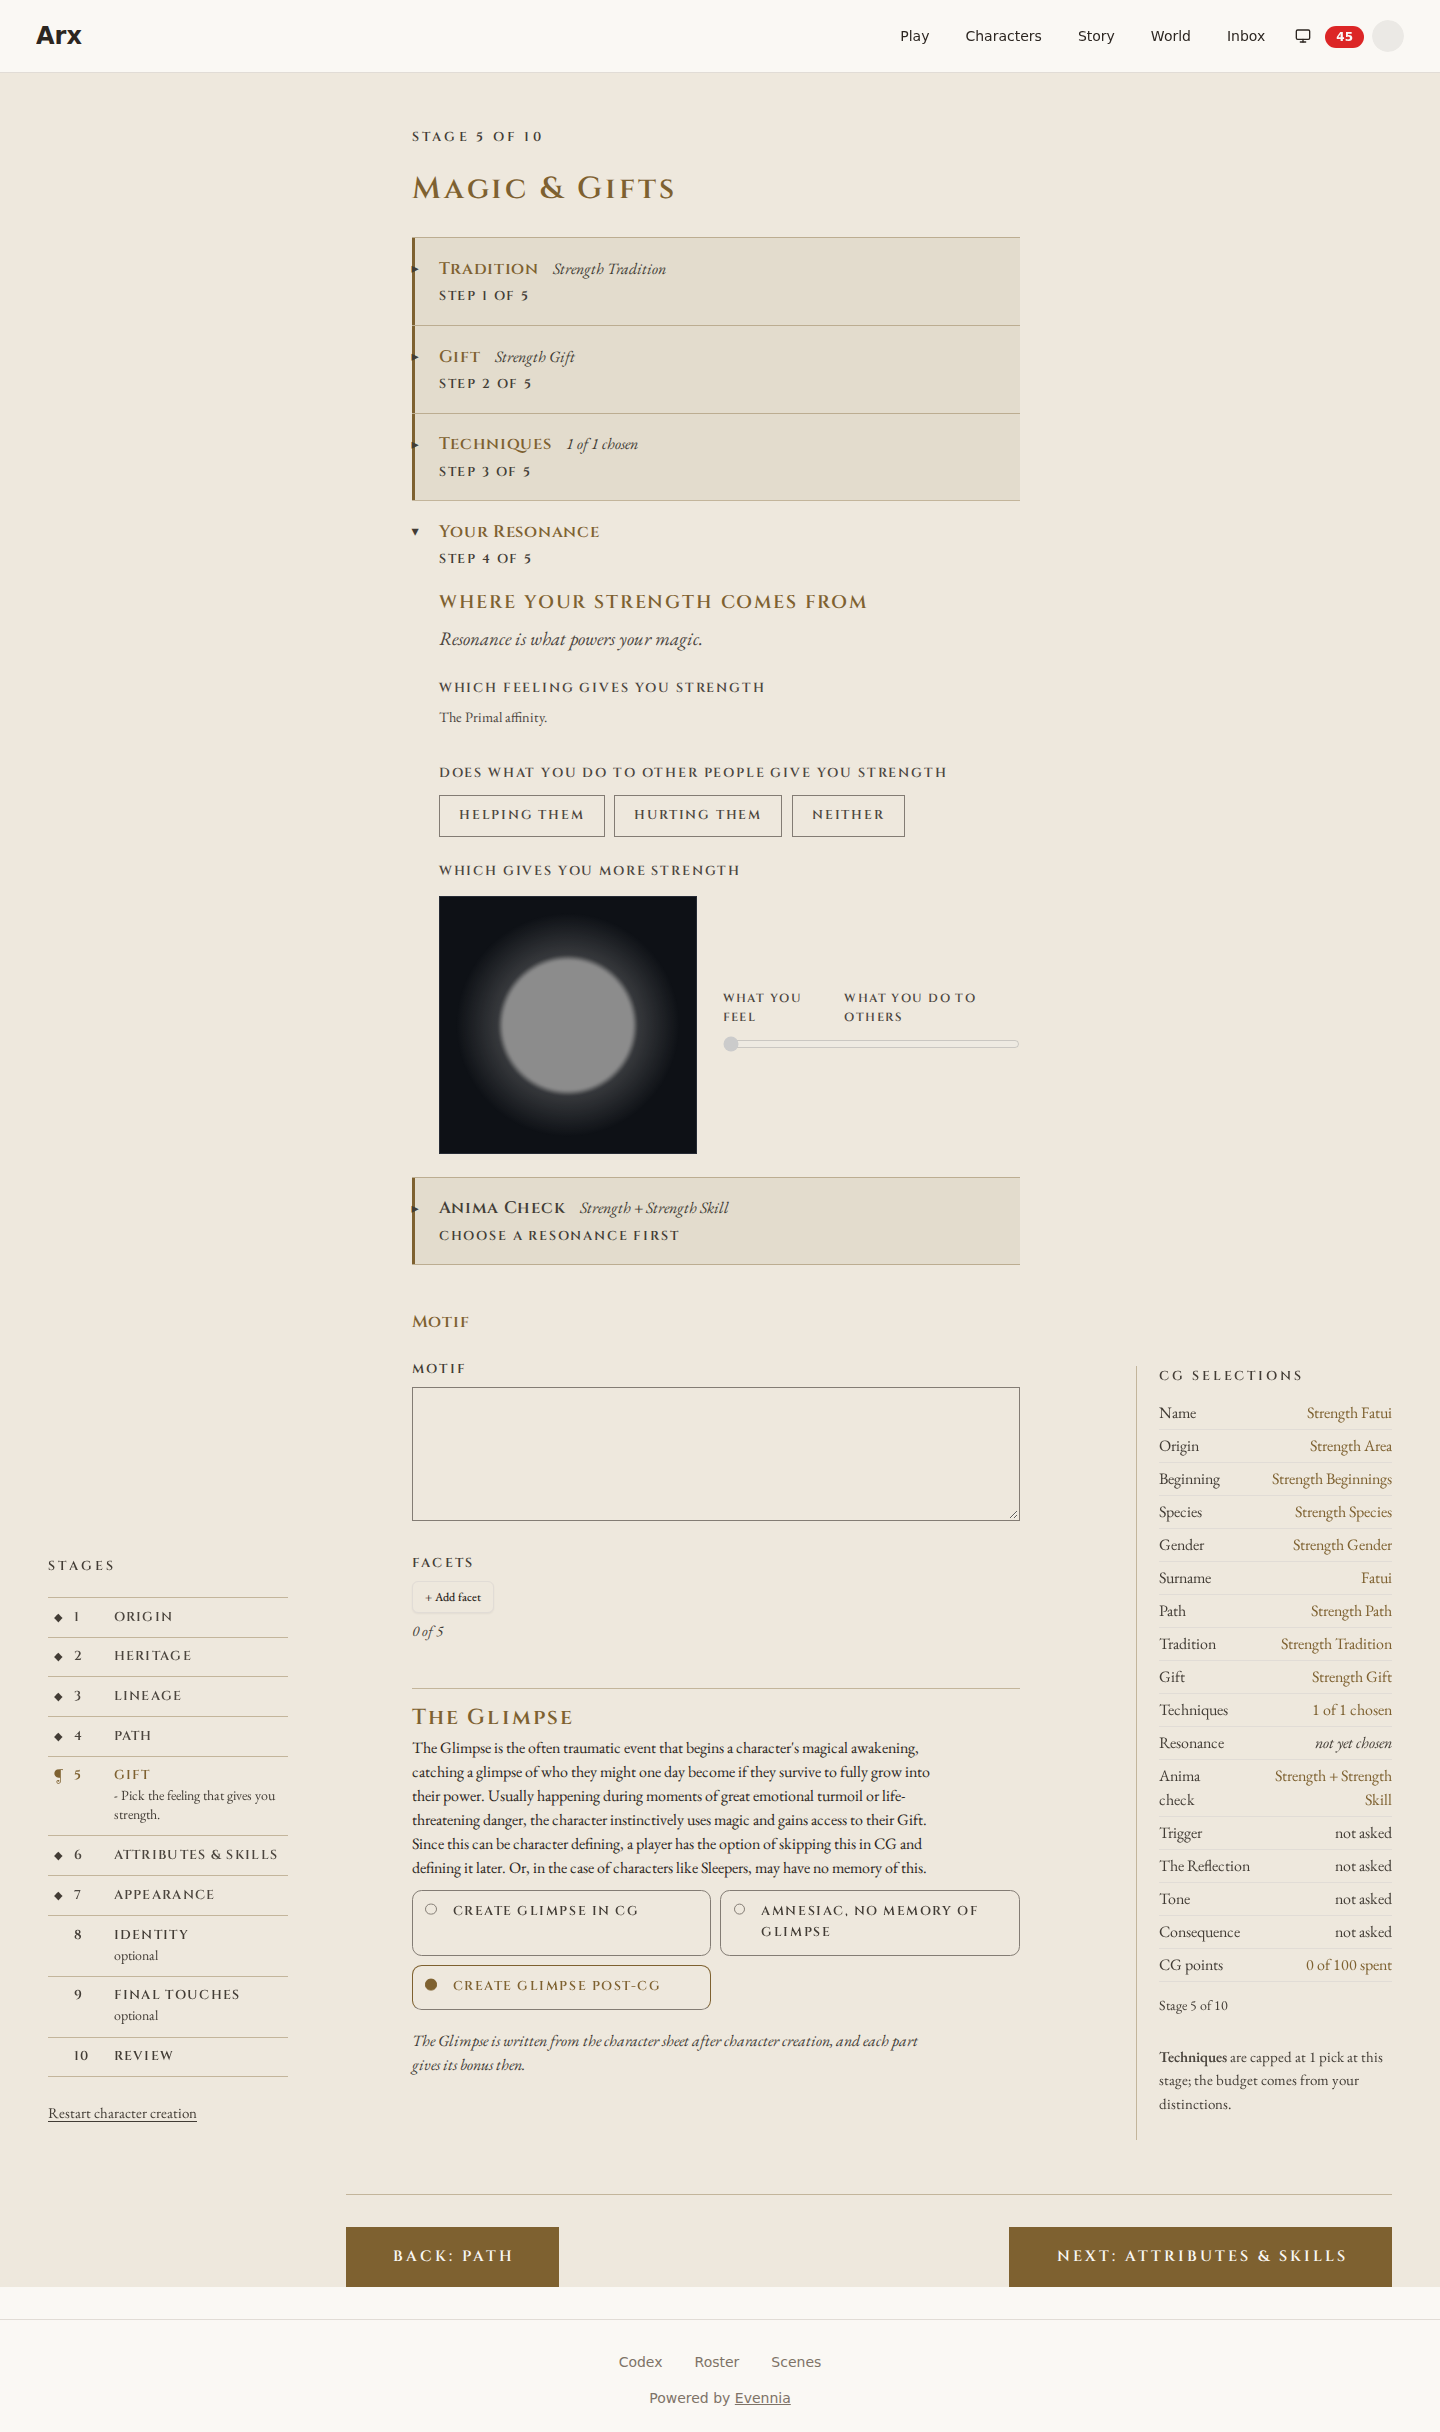 Arx
Play
Characters
Story
World
Inbox
45
STAGE 5 OF 10
MAGIC & GIFTS
TRADITION Strength Tradition
STEP 1 OF 5
GIFT Strength Gift
STEP 2 OF 5
TECHNIQUES 1 of 1 chosen
STEP 3 OF 5
YOUR RESONANCE
STEP 4 OF 5
WHERE YOUR STRENGTH COMES FROM
Resonance is what powers your magic.
WHICH FEELING GIVES YOU STRENGTH
The Primal affinity.
DOES WHAT YOU DO TO OTHER PEOPLE GIVE YOU STRENGTH
HELPING THEM
HURTING THEM
NEITHER
WHICH GIVES YOU MORE STRENGTH
WHAT YOU
FEEL
WHAT YOU DO TO
OTHERS
ANIMA CHECK Strength + Strength Skill
CHOOSE A RESONANCE FIRST
MOTIF
MOTIF
FACETS
+ Add facet
0 of 5
THE GLIMPSE
The Glimpse is the often traumatic event that begins a character's magical awakening,
catching a glimpse of who they might one day become if they survive to fully grow into
their power. Usually happening during moments of great emotional turmoil or life-
threatening danger, the character instinctively uses magic and gains access to their Gift.
Since this can be character defining, a player has the option of skipping this in CG and
defining it later. Or, in the case of characters like Sleepers, may have no memory of this.
CREATE GLIMPSE IN CG
AMNESIAC, NO MEMORY OF
GLIMPSE
CREATE GLIMPSE POST-CG
The Glimpse is written from the character sheet after character creation, and each part
gives its bonus then.
STAGES
1 ORIGIN
2 HERITAGE
3 LINEAGE
4 PATH
¶ 5 GIFT
- Pick the feeling that gives you
strength.
6 ATTRIBUTES & SKILLS
7 APPEARANCE
8 IDENTITY
optional
9 FINAL TOUCHES
optional
10 REVIEW
Restart character creation
CG SELECTIONS
Name Strength Fatui
Origin Strength Area
Beginning Strength Beginnings
Species Strength Species
Gender Strength Gender
Surname Fatui
Path Strength Path
Tradition Strength Tradition
Gift Strength Gift
Techniques 1 of 1 chosen
Resonance not yet chosen
Anima Strength + Strength
check Skill
Trigger not asked
The Reflection not asked
Tone not asked
Consequence not asked
CG points 0 of 100 spent
Stage 5 of 10
Techniques are capped at 1 pick at this
stage; the budget comes from your
distinctions.
BACK: PATH
NEXT: ATTRIBUTES & SKILLS
Codex
Roster
Scenes
Powered by Evennia